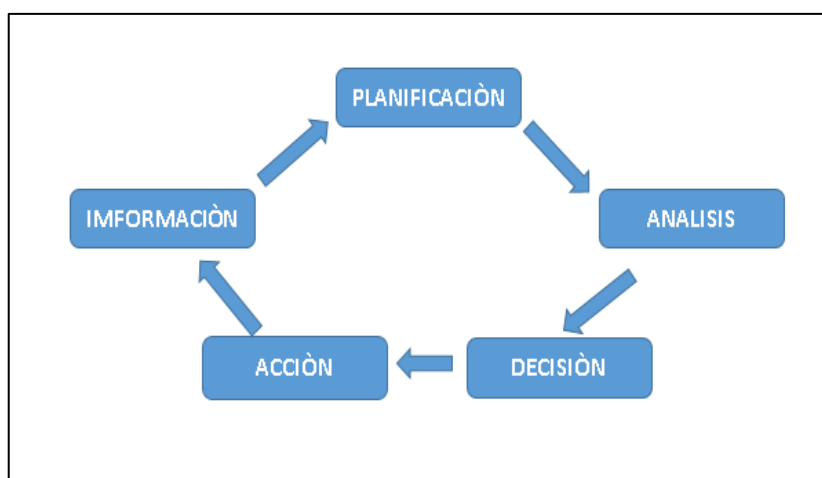 PLANIFICACIÒN
IMFORMACIÒN
ANALISIS
ACCIÒN
DECISIÒN